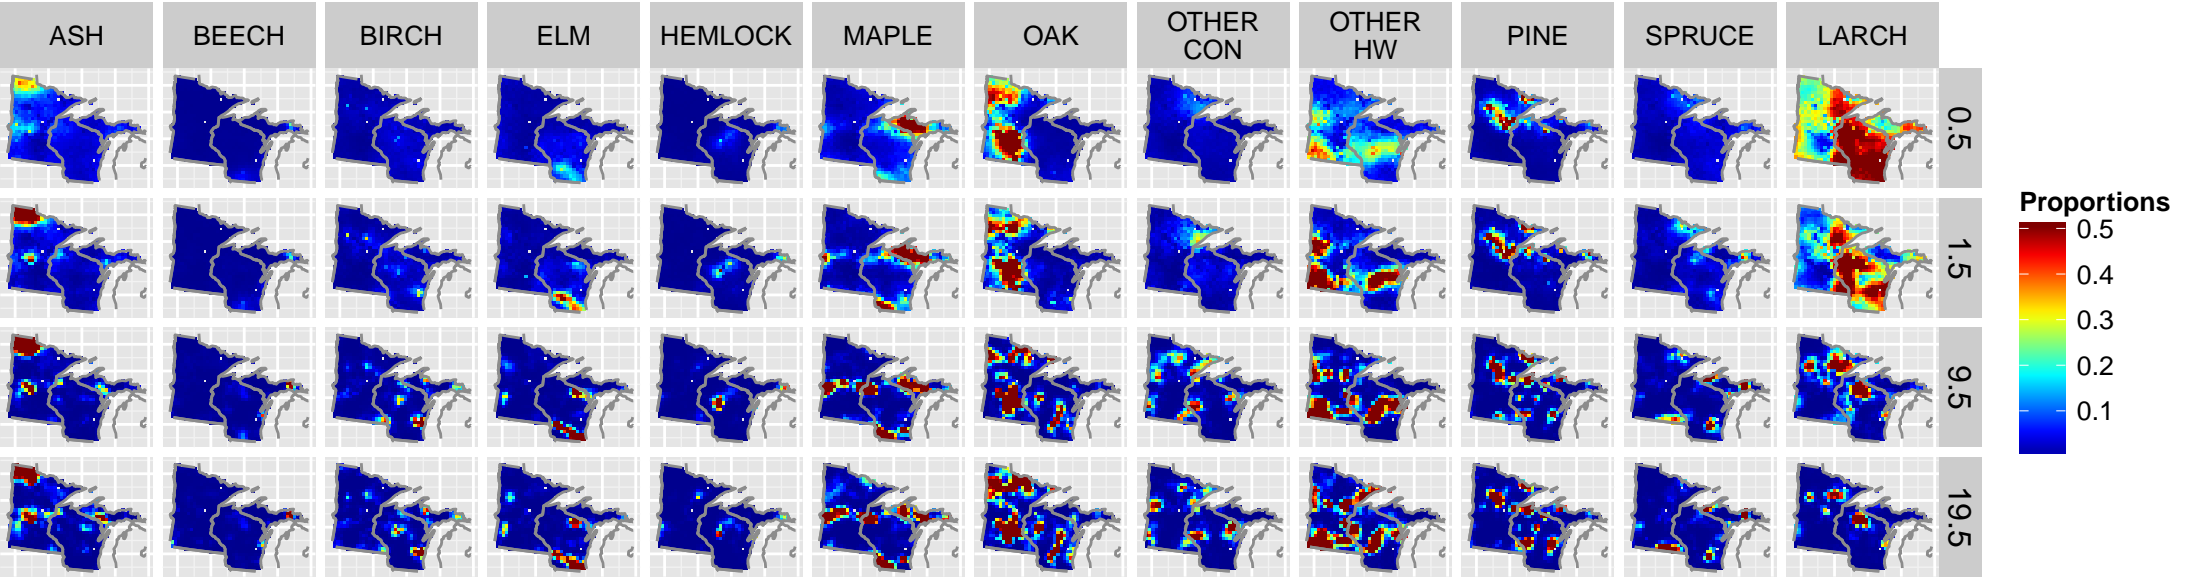 ASH
BEECH
BIRCH
ELM
HEMLOCK
MAPLE
OAK
OTHER
CON
OTHER
HW
PINE
SPRUCE
LARCH
0.5
1.5
9.5
19.5
Proportions
0.5
0.4
0.3
0.2
0.1